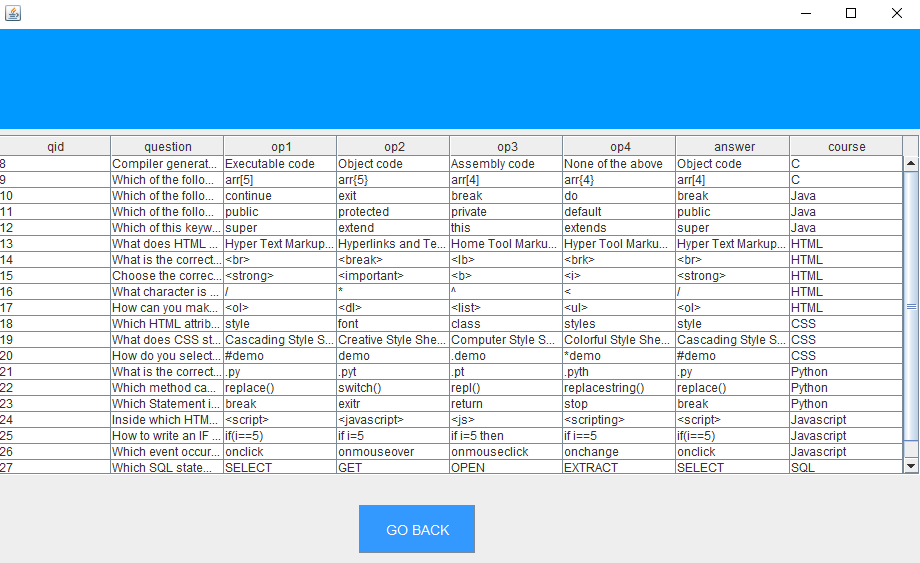 qid question op1 op2 op3 op4 answer course
8 Compiler generat... Executable code Object code Assembly code None of the above Object code C
9 Which of the follo... arr[5] arr{5} arr[4] arr{4} arr[4] C
10 Which of the follo... continue exit break do break Java
11 Which of the follo... public protected private default public Java
12 Which of this keyw... super extend this extends super Java
13 What does HTML ... Hyper Text Markup... Hyperlinks and Te... Home Tool Marku... Hyper Tool Marku... Hyper Text Markup... HTML
14 What is the correct... <br> <break> <lb> <brk> <br> HTML
15 Choose the correc... <strong> <important> <b> <i> <strong> HTML
16 What character is ... / * ^ < / HTML
17 How can you mak... <ol> <dl> <list> <ul> <ol> HTML
18 Which HTML attrib... style font class styles style CSS
19 What does CSS st... Cascading Style S... Creative Style She... Computer Style S... Colorful Style She... Cascading Style S... CSS
20 How do you select... #demo demo .demo *demo #demo CSS
21 What is the correct... .py .pyt .pt .pyth .py Python
22 Which method ca... replace() switch() repl() replacestring() replace() Python
23 Which Statement i... break exitr return stop break Python
24 Inside which HTM... <script> <javascript> <js> <scripting> <script> Javascript
25 How to write an IF ... if(i==5) if i=5 if i=5 then if i==5 if(i==5) Javascript
26 Which event occur... onclick onmouseover onmouseclick onchange onclick Javascript
27 Which SQL state... SELECT GET OPEN EXTRACT SELECT SQL
GO BACK